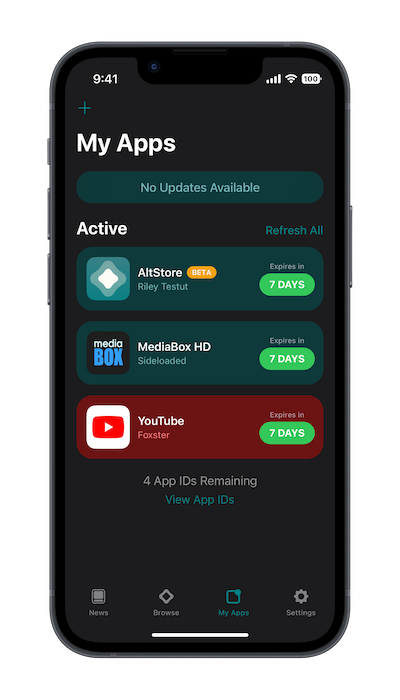 9:41
100
My Apps
No Updates Available
Active
Refresh All
AltStore BETA
Riley Testut
Expires in
7 DAYS
media
BOX
MediaBox HD
Sideloaded
Expires in
7 DAYS
YouTube
Foxster
Expires in
7 DAYS
4 App IDs Remaining
View App IDs
News
Browse
My Apps
Settings